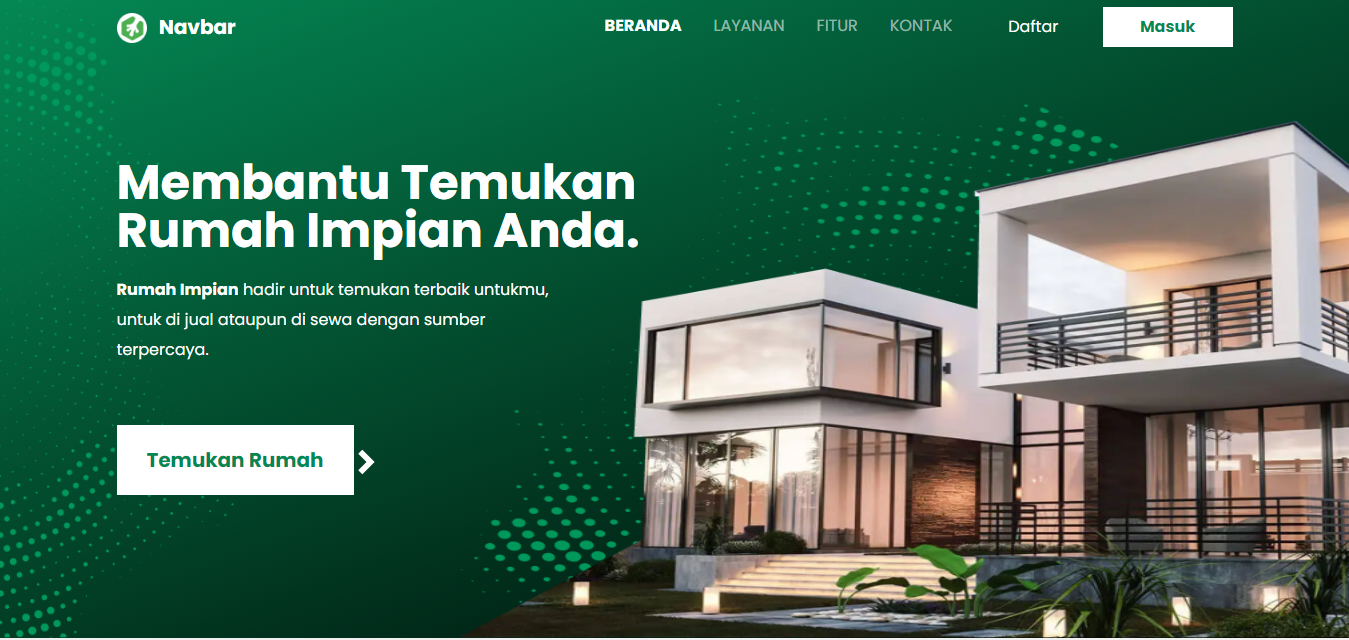 Navbar
BERANDA LAYANAN FITUR KONTAK Daftar Masuk
Membantu Temukan
Rumah Impian Anda.
Rumah Impian hadir untuk temukan terbaik untukmu,
untuk di jual ataupun di sewa dengan sumber
terpercaya.
Temukan Rumah